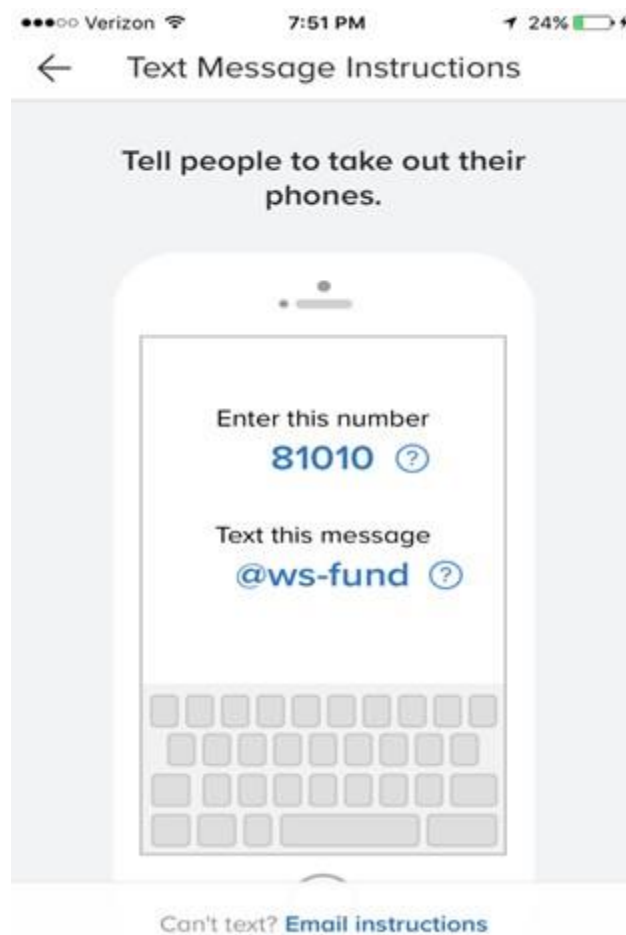 Verizon 7:51 PM 24%
Text Message Instructions
Tell people to take out their
phones.
Enter this number
81010 ?
Text this message
@ws-fund ?
Can't text? Email instructions